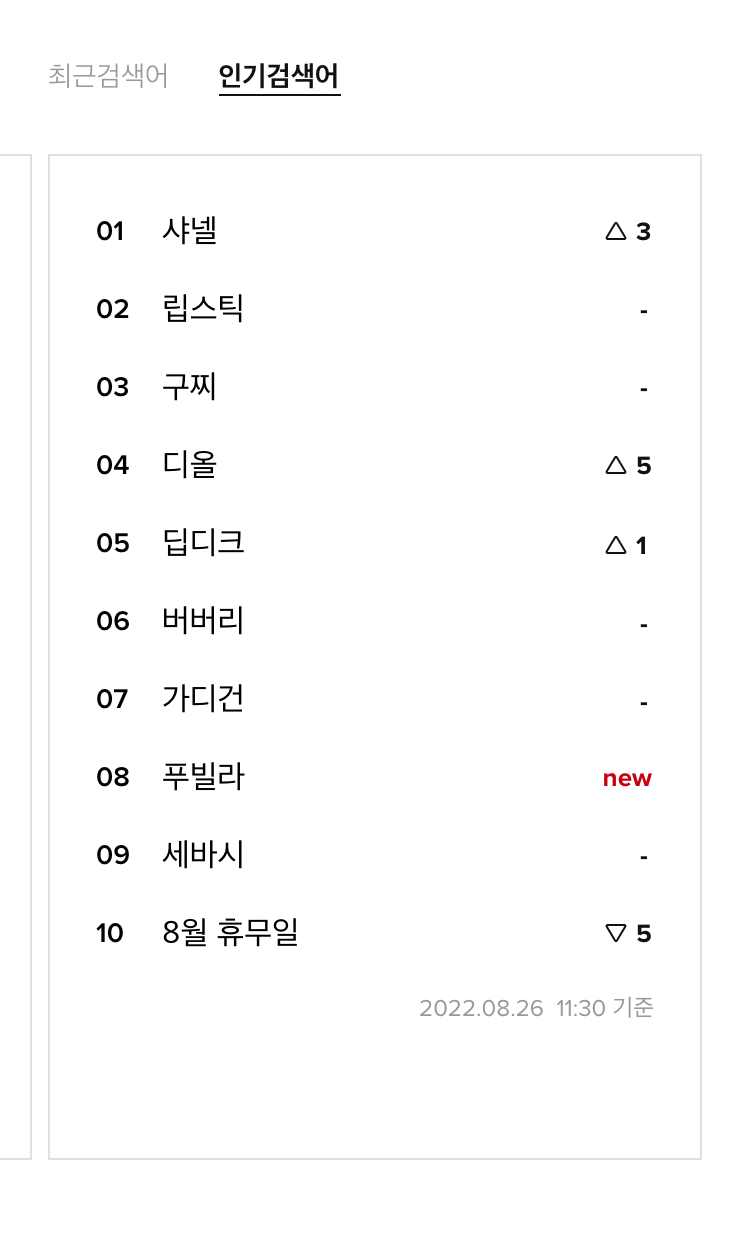 최근검색어 인기검색어
01 샤넬 △ 3
02 립스틱 -
03 구찌 -
04 디올 △ 5
05 딥디크 △ 1
06 버버리 -
07 가디건 -
08 푸빌라 new
09 세바시 -
10 8월 휴무일 ▽ 5
2022.08.26 11:30 기준